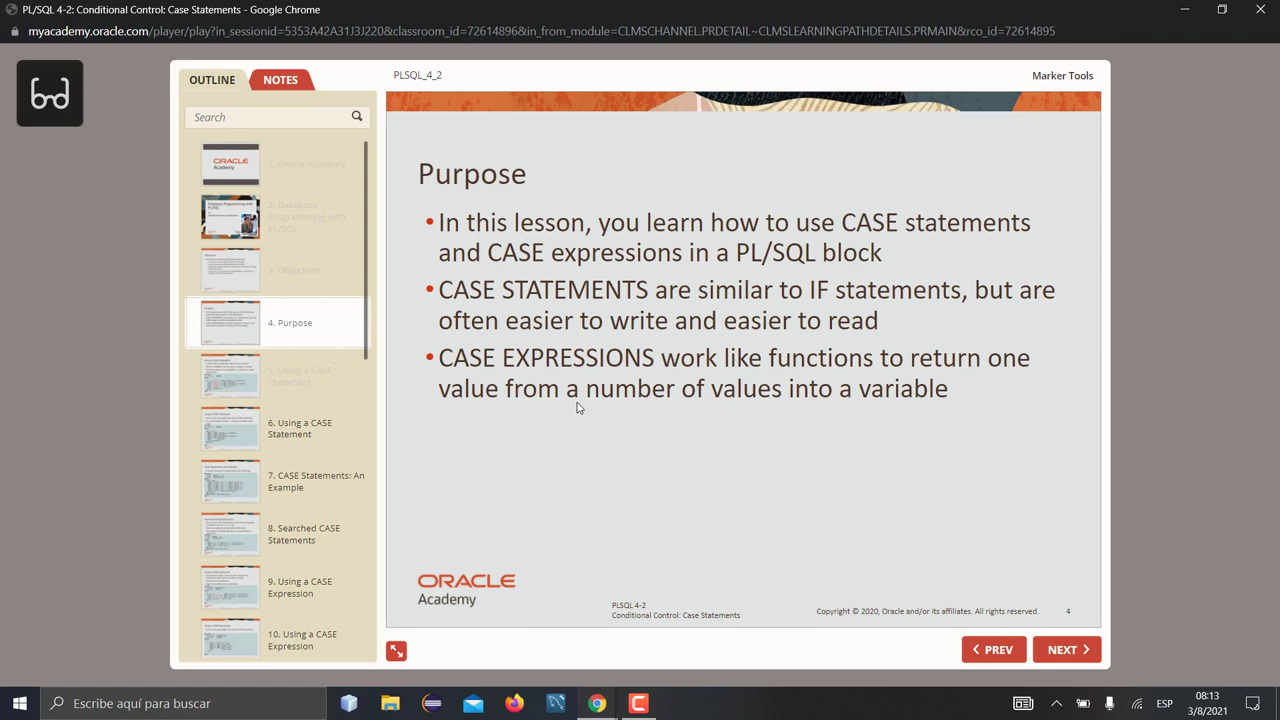 PL/SQL 4-2: Conditional Control: Case Statements - Google Chrome
myacademy.oracle.com/player/play?in_sessionid=5353A42A31J3J220&classroom_id=72614896&in_from_module=CLMSCHANNEL.PRDETAIL~CLMSLEARNINGPATHDETAILS.PRMAIN&rco_id=72614895
OUTLINE
NOTES
PLSQL_4_2
Marker Tools
Search
ORACLE
Academy
1. Oracle Academy
2. Database
Programming with
PL/SQL
3. Objectives
4. Purpose
5. Using a CASE
Statement
6. Using a CASE
Statement
7. CASE Statements: An
Example
8. Searched CASE
Statements
9. Using a CASE
Expression
10. Using a CASE
Expression
Purpose
•In this lesson, you learn how to use CASE statements
and CASE expressions in a PL/SQL block
•CASE STATEMENTS are similar to IF statements, but are
often easier to write and easier to read
•CASE EXPRESSIONS work like functions to return one
value from a number of values into a variable
ORACLE
Academy
PLSQL 4-2
Conditional Control: Case Statements
Copyright © 2020, Oracle and/or its affiliates. All rights reserved.
4
PREV
NEXT
Escribe aquí para buscar
ESP
08:13
3/8/2021